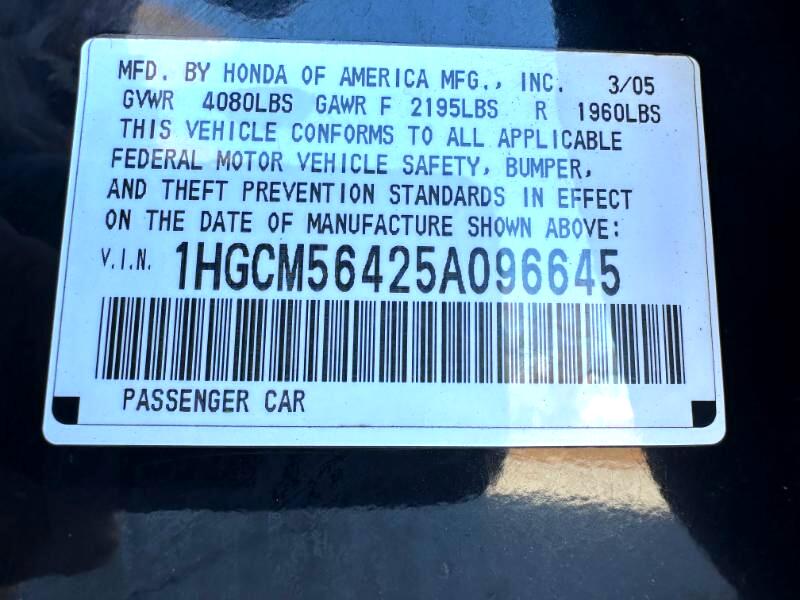 MFD. BY HONDA OF AMERICA MFG., INC. 3/05
GVWR 4080LBS GAWR F 2195LBS R 1960LBS
THIS VEHICLE CONFORMS TO ALL APPLICABLE
FEDERAL MOTOR VEHICLE SAFETY, BUMPER,
AND THEFT PREVENTION STANDARDS IN EFFECT
ON THE DATE OF MANUFACTURE SHOWN ABOVE:
V.I.N. 1HGCM56425A096645
PASSENGER CAR